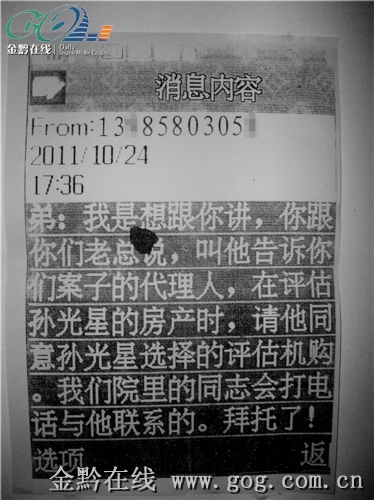 金黔在线
Daily
Online Media Co.,Ltd
消息内容
From:13 8580305
2011/10/24
17:36
弟：我是想跟你讲，你跟
你们老总说，叫他告诉你
们案子的代理人，在评估
孙光星的房产时，请他同
意孙光星选择的评估机购
。我们院里的同志会打电
话与他联系的。拜托了！
选项 返
金黔在线 www.gog.com.cn